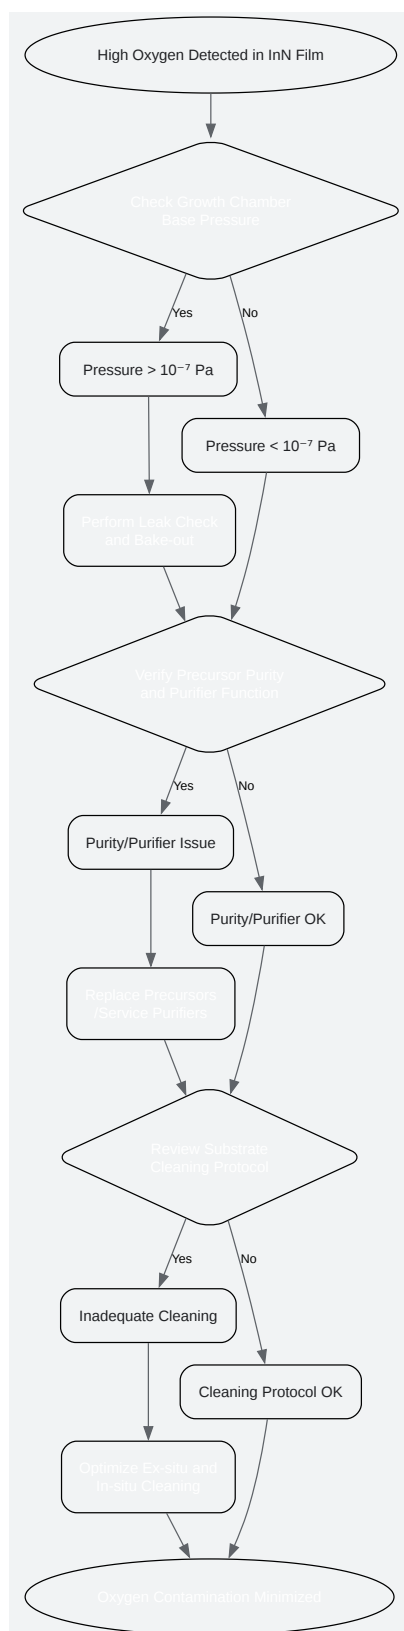 High Oxygen Detected in InN Film
Check Growth Chamber
Base Pressure
Yes
No
Pressure > 10⁻⁷ Pa
Pressure < 10⁻⁷ Pa
Perform Leak Check
and Bake-out
Verify Precursor Purity
and Purifier Function
Yes
No
Purity/Purifier Issue
Purity/Purifier OK
Replace Precursors
/Service Purifiers
Review Substrate
Cleaning Protocol
Yes
No
Inadequate Cleaning
Cleaning Protocol OK
Optimize Ex-situ and
In-situ Cleaning
Oxygen Contamination Minimized